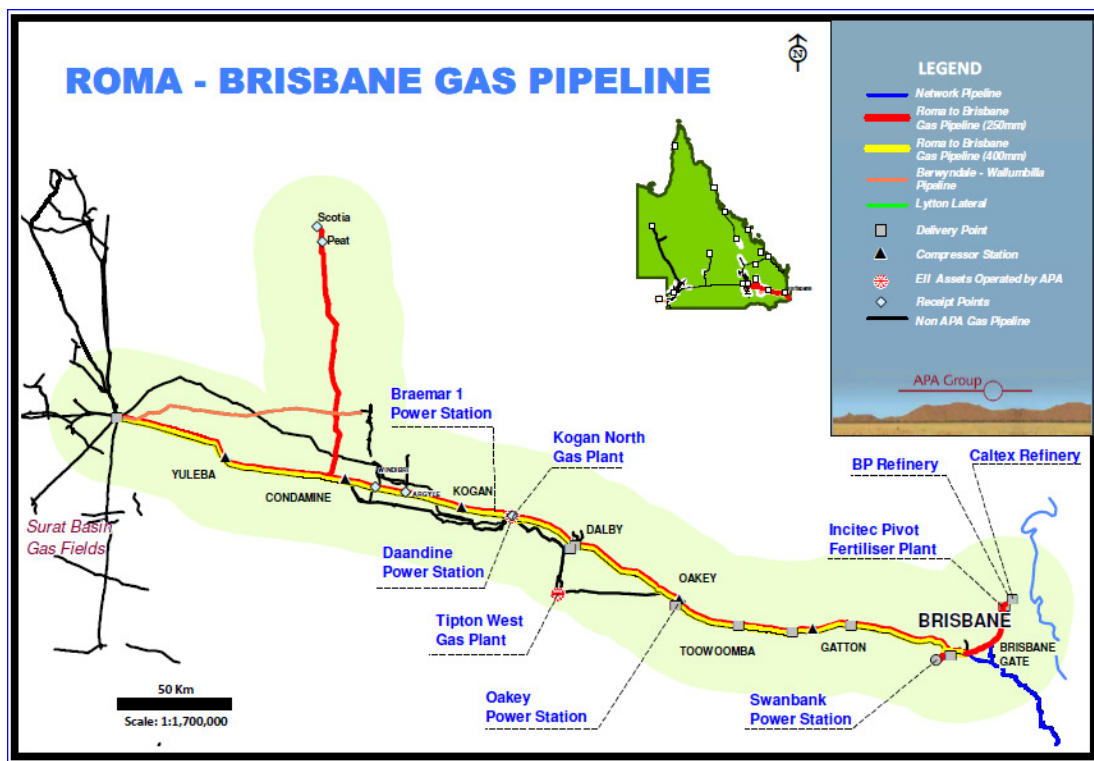 ROMA - BRISBANE GAS PIPELINE
N
LEGEND
Network Pipeline
Roma to Brisbane
Gas Pipeline (250mm)
Roma to Brisbane
Gas Pipeline (400mm)
Berwyndale - Wallumbilla
Pipeline
Lytton Lateral
Delivery Point
Compressor Station
EII Assets Operated by APA
Receipt Points
Non APA Gas Pipeline
APA Group
Scotia
Peat
Braemar 1
Power Station
Kogan North
Gas Plant
BP Refinery
Caltex Refinery
YULEBA
CONDAMINE
ARGYLE
KOGAN
Surat Basin
Gas Fields
Daandine
Power Station
DALBY
Incitec Pivot
Fertiliser Plant
OAKEY
Tipton West
Gas Plant
BRISBANE
TOOWOOMBA
GATTON
BRISBANE
GATE
50 Km
Scale: 1:1,700,000
Oakey
Power Station
Swanbank
Power Station